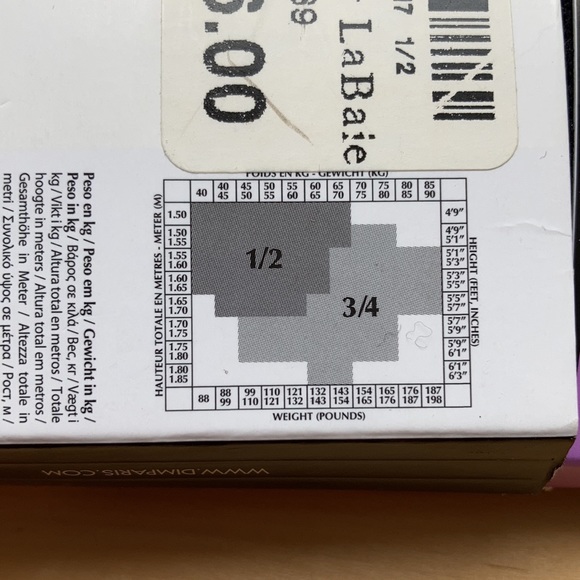 6.00
99
LaBaie
17 1/2
POIDS EN KG - GEWICHT (KG)
40 40 45 45 50 50 55 55 60 60 65 65 70 70 75 75 80 80 85 85 90
HAUTEUR TOTALE EN METRES - METER (M)
1.50
1.50 1.55
1.55 1.60
1.60 1.65
1.65 1.70
1.70 1.75
1.75 1.80
1.80 1.85
1/2
3/4
4'9"
4'9" 5'1"
5'1" 5'3"
5'3" 5'5"
5'5" 5'7"
5'7" 5'9"
5'9" 6'1"
6'1" 6'3"
HEIGHT (FEET, INCHES)
88 88 99 99 110 110 121 121 132 132 143 143 154 154 165 165 176 176 187 187 198
WEIGHT (POUNDS)
Peso en kg / Peso em kg / Gewicht in kg /
Peso in kg / Βάρος σε κιλά / Вес, кг / Vægt i
kg / Vikt i kg / Altura total en metros / Totale
hoogte in meters / Altura total em metros /
Gesamthöhe in Meter / Altezza totale in
metri / Συνολικό ύψος σε μέτρα / Рост, м /
WWW.DIMPARIS.COM